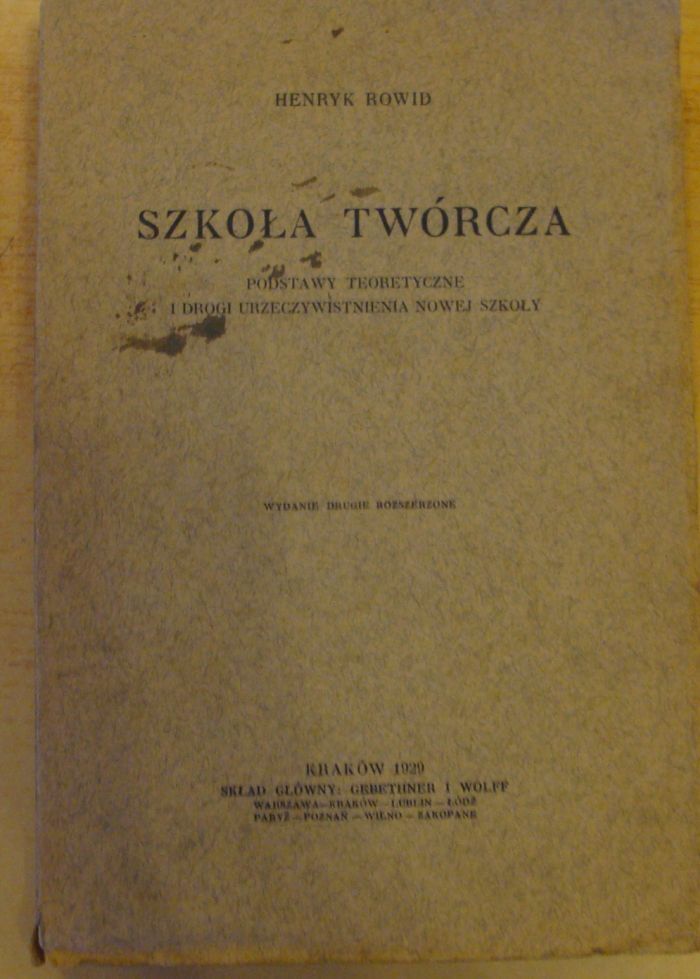 HENRYK ROWID
SZKOŁA TWÓRCZA
PODSTAWY TEORETYCZNE
I DROGI URZECZYWISTNIENIA NOWEJ SZKOŁY
WYDANIE DRUGIE ROZSZERZONE
KRAKÓW 1929
SKŁAD GŁÓWNY: GEBETHNER I WOLFF
WARSZAWA—KRAKÓW—LUBLIN—ŁÓDŹ
PARYŻ—POZNAŃ—WILNO—ZAKOPANE